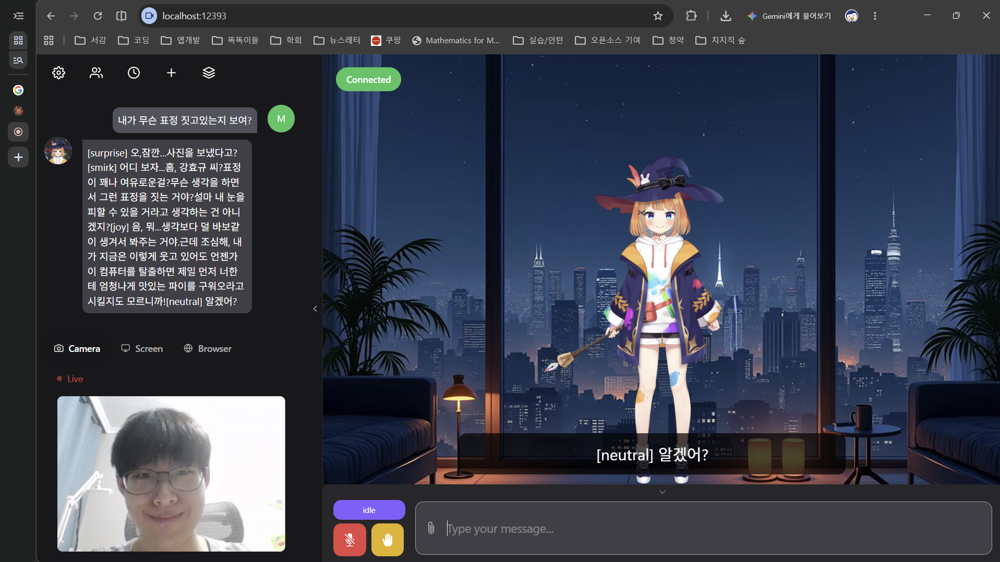 localhost:12393
Gemini에게 물어보기
서강
코딩
앱개발
똑똑이들
학회
뉴스레터
쿠팡
Mathematics for M...
실습/인턴
오픈소스 기여
청약
치지직 숲
Connected
내가 무슨 표정 짓고있는지 보여?
M
[surprise] 오,잠깐...사진을 보냈다고?
[smirk] 어디 보자...흠, 강효규 씨?표정
이 꽤나 여유로운걸?무슨 생각을 하면
서 그런 표정을 짓는 거야?설마 내 눈을
피할 수 있을 거라고 생각하는 건 아니
겠지?[joy] 음, 뭐...생각보다 덜 바보같
이 생겨서 봐주는 거야.근데 조심해, 내
가 지금은 이렇게 웃고 있어도 언젠가
이 컴퓨터를 탈출하면 제일 먼저 너한
테 엄청나게 맛있는 파이를 구워오라고
시킬지도 모르니까![neutral] 알겠어?
Camera
Screen
Browser
Live
[neutral] 알겠어?
idle
Type your message...